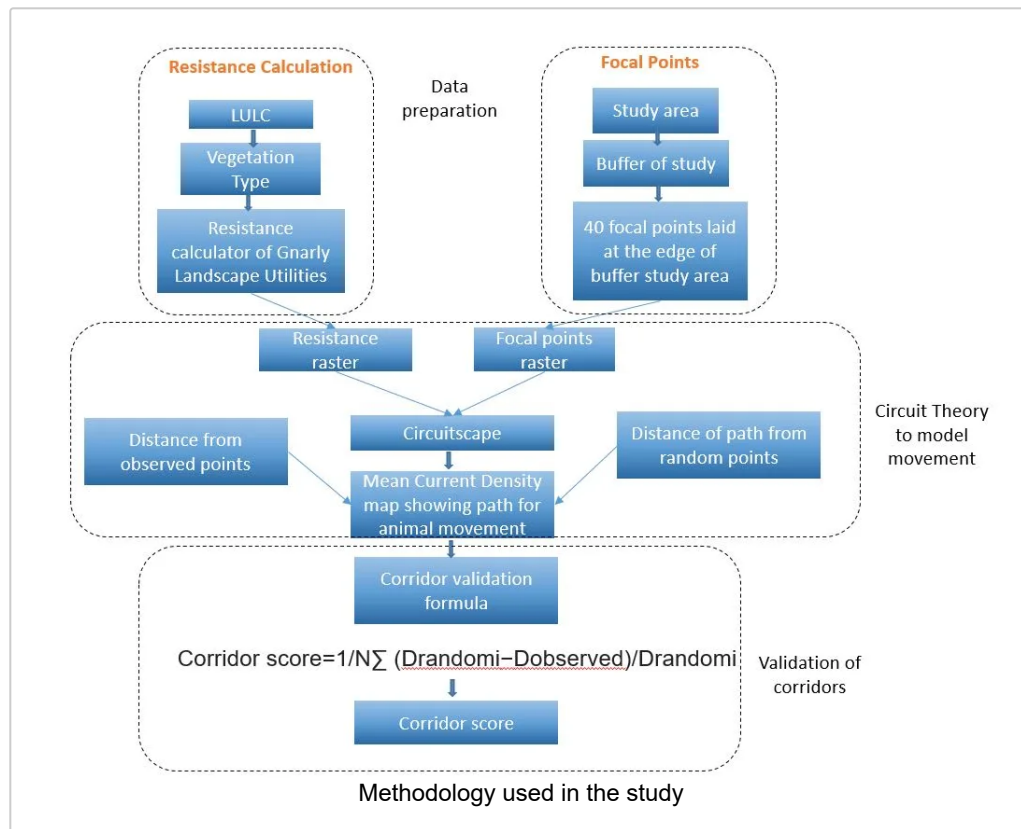 Resistance Calculation
LULC
Vegetation
Type
Resistance
calculator of Gnarly
Landscape Utilities
Data
preparation
Focal Points
Study area
Buffer of study
40 focal points laid
at the edge of
buffer study area
Resistance
raster
Focal points
raster
Circuitscape
Distance from
observed points
Distance of path from
random points
Mean Current Density
map showing path for
animal movement
Circuit Theory
to model
movement
Corridor validation
formula
Corridor score=1/N∑ (Drandomi−Dobserved)/Drandomi
Validation of
corridors
Corridor score
Methodology used in the study